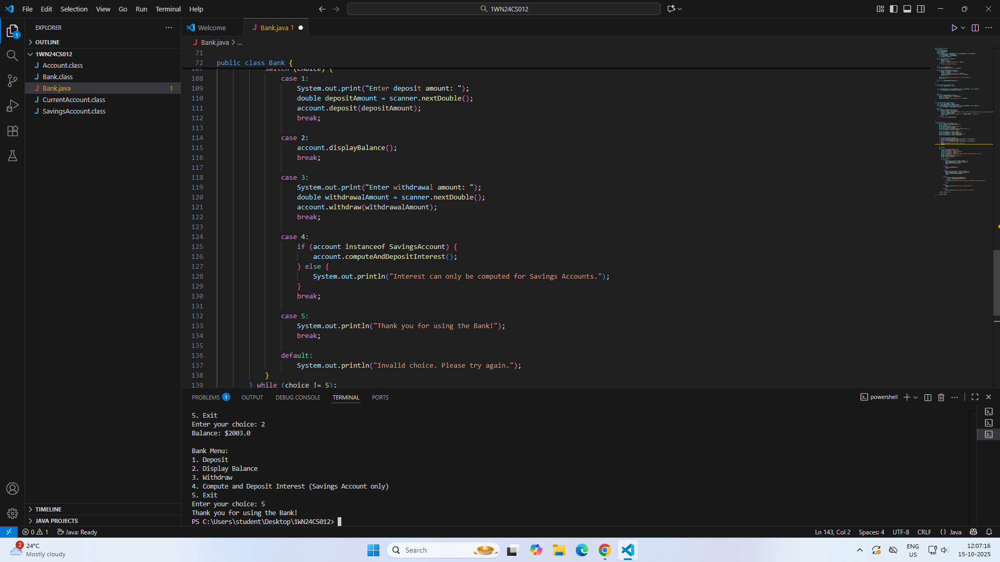 File Edit Selection View Go Run Terminal Help
1WN24CS012
EXPLORER
Welcome
Bank.java 1
OUTLINE
Bank.java > ...
1WN24CS012
Account.class
Bank.class
Bank.java 1
CurrentAccount.class
SavingsAccount.class
71
72 public class Bank {
107 switch (choice) {
108 case 1:
109 System.out.print("Enter deposit amount: ");
110 double depositAmount = scanner.nextDouble();
111 account.deposit(depositAmount);
112 break;
113
114 case 2:
115 account.displayBalance();
116 break;
117
118 case 3:
119 System.out.print("Enter withdrawal amount: ");
120 double withdrawalAmount = scanner.nextDouble();
121 account.withdraw(withdrawalAmount);
122 break;
123
124 case 4:
125 if (account instanceof SavingsAccount) {
126 account.computeAndDepositInterest();
127 } else {
128 System.out.println("Interest can only be computed for Savings Accounts.");
129 }
130 break;
131
132 case 5:
133 System.out.println("Thank you for using the Bank!");
134 break;
135
136 default:
137 System.out.println("Invalid choice. Please try again.");
138 }
139 } while (choice != 5);
PROBLEMS 1 OUTPUT DEBUG CONSOLE TERMINAL PORTS
powershell
5. Exit
Enter your choice: 2
Balance: $2003.0
Bank Menu:
1. Deposit
2. Display Balance
3. Withdraw
4. Compute and Deposit Interest (Savings Account only)
5. Exit
Enter your choice: 5
Thank you for using the Bank!
PS C:\Users\student\Desktop\1WN24CS012>
TIMELINE
JAVA PROJECTS
0 1 Java: Ready
Ln 143, Col 2 Spaces: 4 UTF-8 CRLF {} Java
2
24°C
Mostly cloudy
Search
ENG
US
12:07:16
15-10-2025